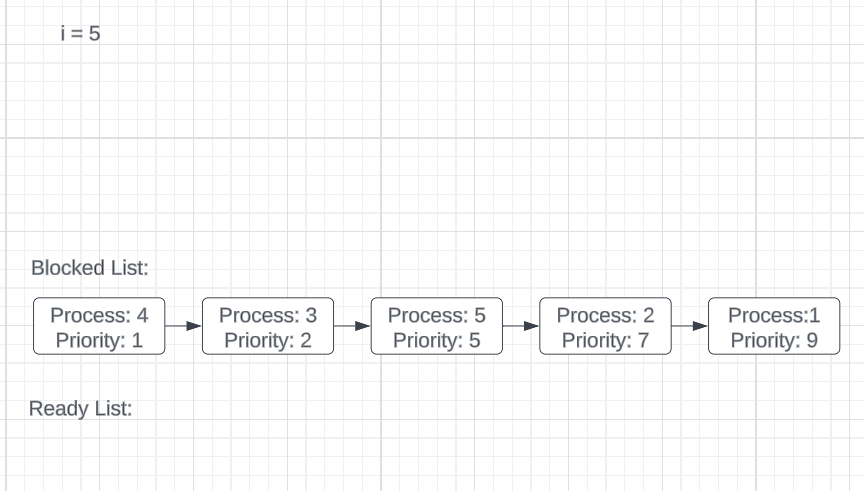 i = 5
Blocked List:
Process: 4
Priority: 1
Process: 3
Priority: 2
Process: 5
Priority: 5
Process: 2
Priority: 7
Process:1
Priority: 9
Ready List: